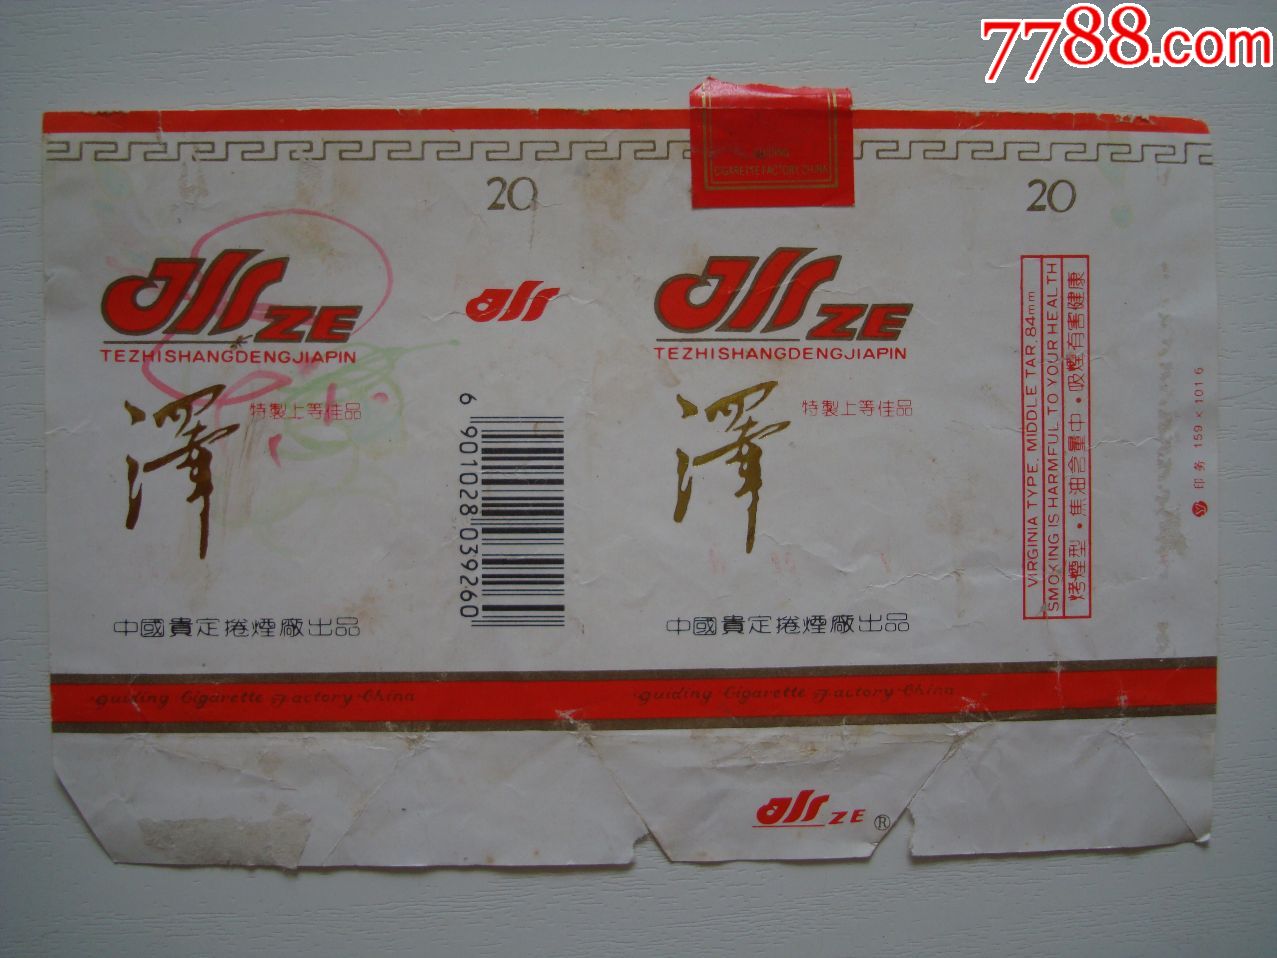 7788.com
GUIDING
CIGARETTE FACTORY, CHINA
20
ZE
TEZHISHANGDENGJIAPIN
澤
特製上等佳品
中國貴定捲煙廠出品
6 901028 039260
20
ZE
TEZHISHANGDENGJIAPIN
澤
特製上等佳品
中國貴定捲煙廠出品
VIRGINIA TYPE. MIDDLE TAR. 84mm
SMOKING IS HARMFUL TO YOUR HEALTH
烤煙型·焦油含量中·吸煙有害健康
印务 159×101.6
Guiding Cigarette Factory·China
Guiding Cigarette Factory·China
ZE ®